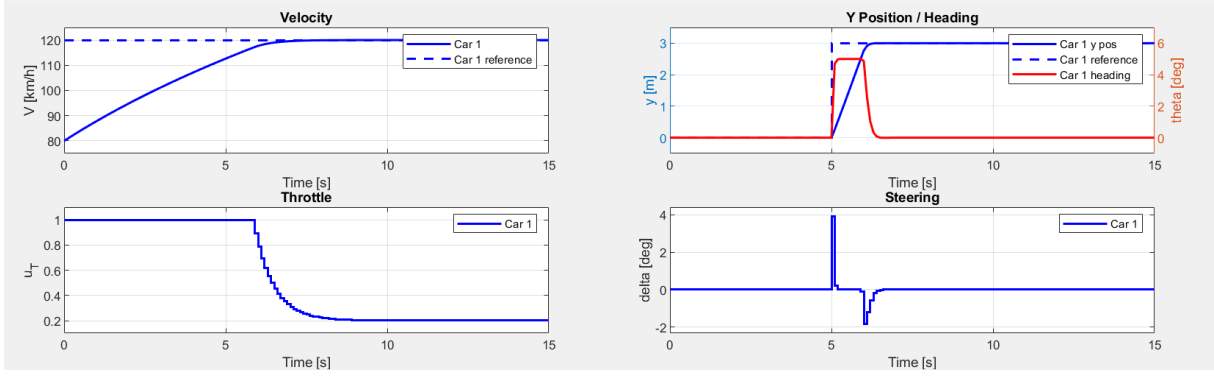 Velocity
V [km/h]
120
110
100
90
80
Car 1
Car 1 reference
0
5
10
15
Time [s]
Y Position / Heading
y [m]
3
2
1
0
Car 1 y pos
Car 1 reference
Car 1 heading
6
4
2
0
theta [deg]
0
5
10
15
Time [s]
Throttle
u_T
1
0.8
0.6
0.4
0.2
Car 1
0
5
10
15
Time [s]
Steering
delta [deg]
4
2
0
-2
Car 1
0
5
10
15
Time [s]